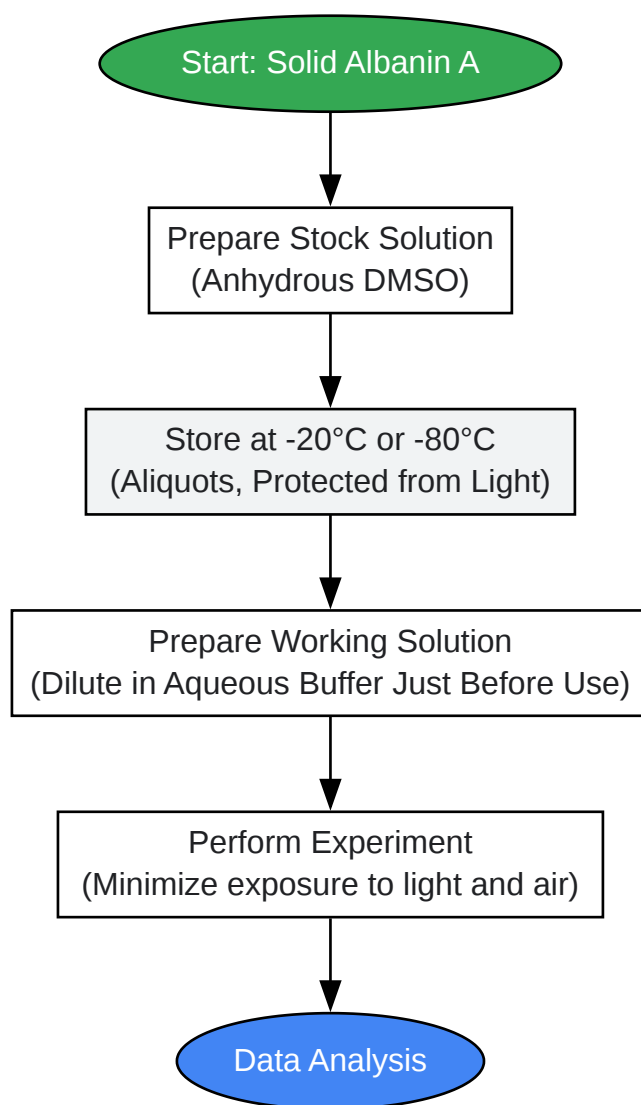 Start: Solid Albanin A
Prepare Stock Solution
(Anhydrous DMSO)
Store at -20°C or -80°C
(Aliquots, Protected from Light)
Prepare Working Solution
(Dilute in Aqueous Buffer Just Before Use)
Perform Experiment
(Minimize exposure to light and air)
Data Analysis